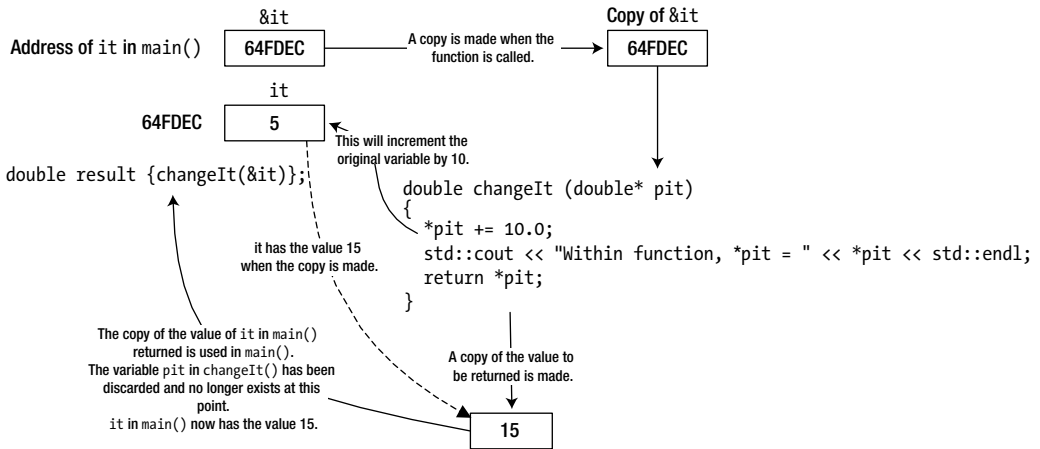 &it
Copy of &it
Address of it in main()
64FDEC
A copy is made when the
function is called.
64FDEC
it
64FDEC
5
This will increment the
original variable by 10.
double result {changeIt(&it)};
double changeIt (double* pit)
{
*pit += 10.0;
std::cout << "Within function, *pit = " << *pit << std::endl;
return *pit;
}
it has the value 15
when the copy is made.
The copy of the value of it in main()
returned is used in main().
The variable pit in changeIt() has been
discarded and no longer exists at this
point.
it in main() now has the value 15.
A copy of the value to
be returned is made.
15